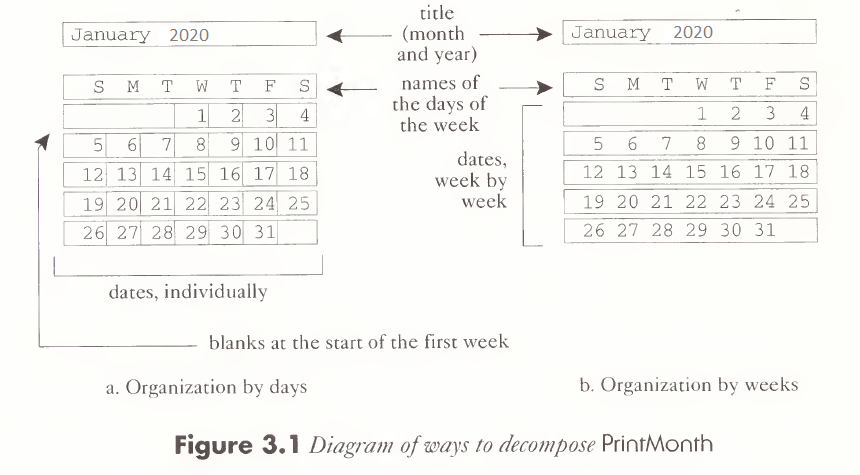 title
January 2020
(month
January 2020
and year)
S M T W T F S
names of
the days of
the week
S M T W T F S
1 2 3 4
1 2 3 4
5 6 7 8 9 10 11
dates,
week by
week
5 6 7 8 9 10 11
12 13 14 15 16 17 18
12 13 14 15 16 17 18
19 20 21 22 23 24 25
19 20 21 22 23 24 25
26 27 28 29 30 31
26 27 28 29 30 31
dates, individually
blanks at the start of the first week
a. Organization by days
b. Organization by weeks
Figure 3.1 Diagram of ways to decompose PrintMonth